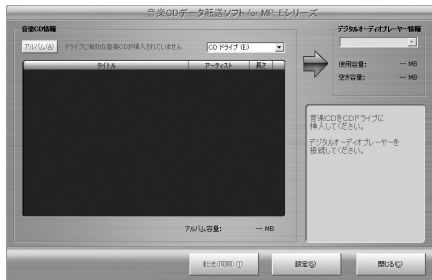 音楽CDデータ転送ソフト for MP-Eシリーズ
音楽CD情報
アルバム(A)
ドライブに有効な音楽CDが挿入されていません
CD ドライブ (E)
タイトル
アーティスト
長さ
アルバム容量: -- MB
デジタルオーディオプレーヤー情報
使用容量: -- MB
空き容量: -- MB
音楽CDをCDドライブに
挿入してください。
デジタルオーディオプレーヤーを
接続してください。
転送(同期)(T)
設定(S)
閉じる(C)